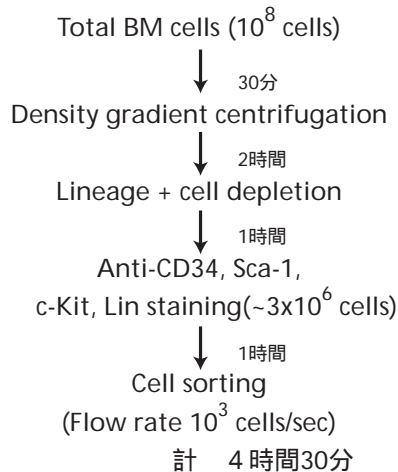 Total BM cells (10⁸ cells)
30分
Density gradient centrifugation
2時間
Lineage + cell depletion
1時間
Anti-CD34, Sca-1,
c-Kit, Lin staining(~3x10⁶ cells)
1時間
Cell sorting
(Flow rate 10³ cells/sec)
計 4時間30分